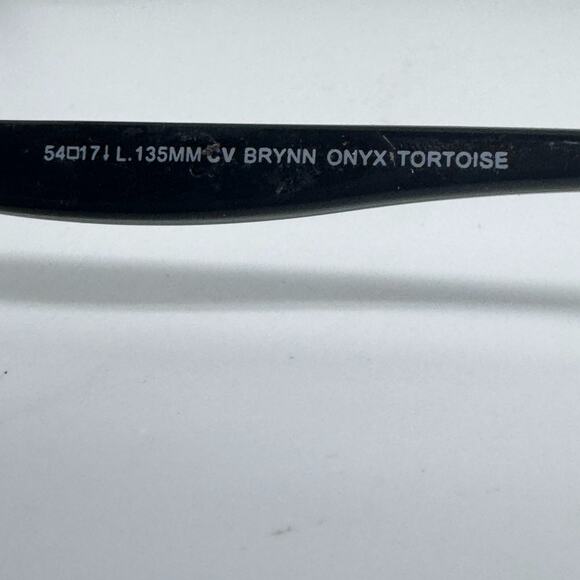 54□17↓L.135MM CV BRYNN ONYX TORTOISE